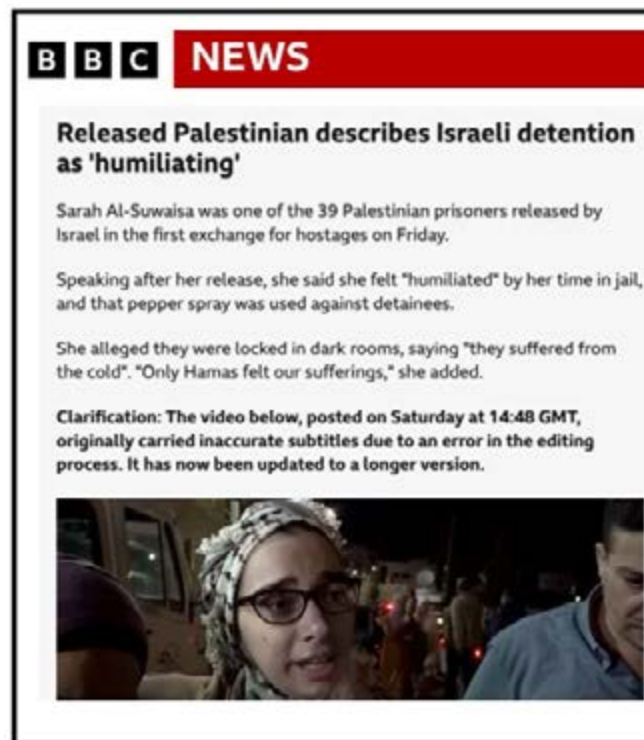 BBC NEWS
Released Palestinian describes Israeli detention
as 'humiliating'
Sarah Al-Suwaisa was one of the 39 Palestinian prisoners released by
Israel in the first exchange for hostages on Friday.
Speaking after her release, she said she felt "humiliated" by her time in jail,
and that pepper spray was used against detainees.
She alleged they were locked in dark rooms, saying "they suffered from
the cold". "Only Hamas felt our sufferings," she added.
Clarification: The video below, posted on Saturday at 14:48 GMT,
originally carried inaccurate subtitles due to an error in the editing
process. It has now been updated to a longer version.